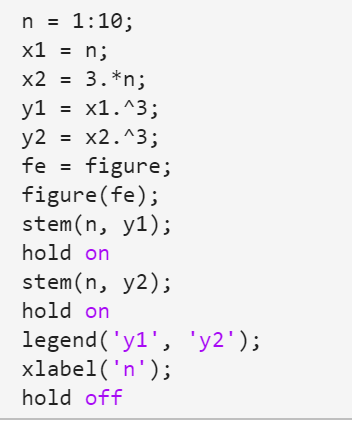 n = 1:10;
x1 = n;
x2 = 3.*n;
y1 = x1.^3;
y2 = x2.^3;
fe = figure;
figure(fe);
stem(n, y1);
hold on
stem(n, y2);
hold on
legend('y1', 'y2');
xlabel('n');
hold off